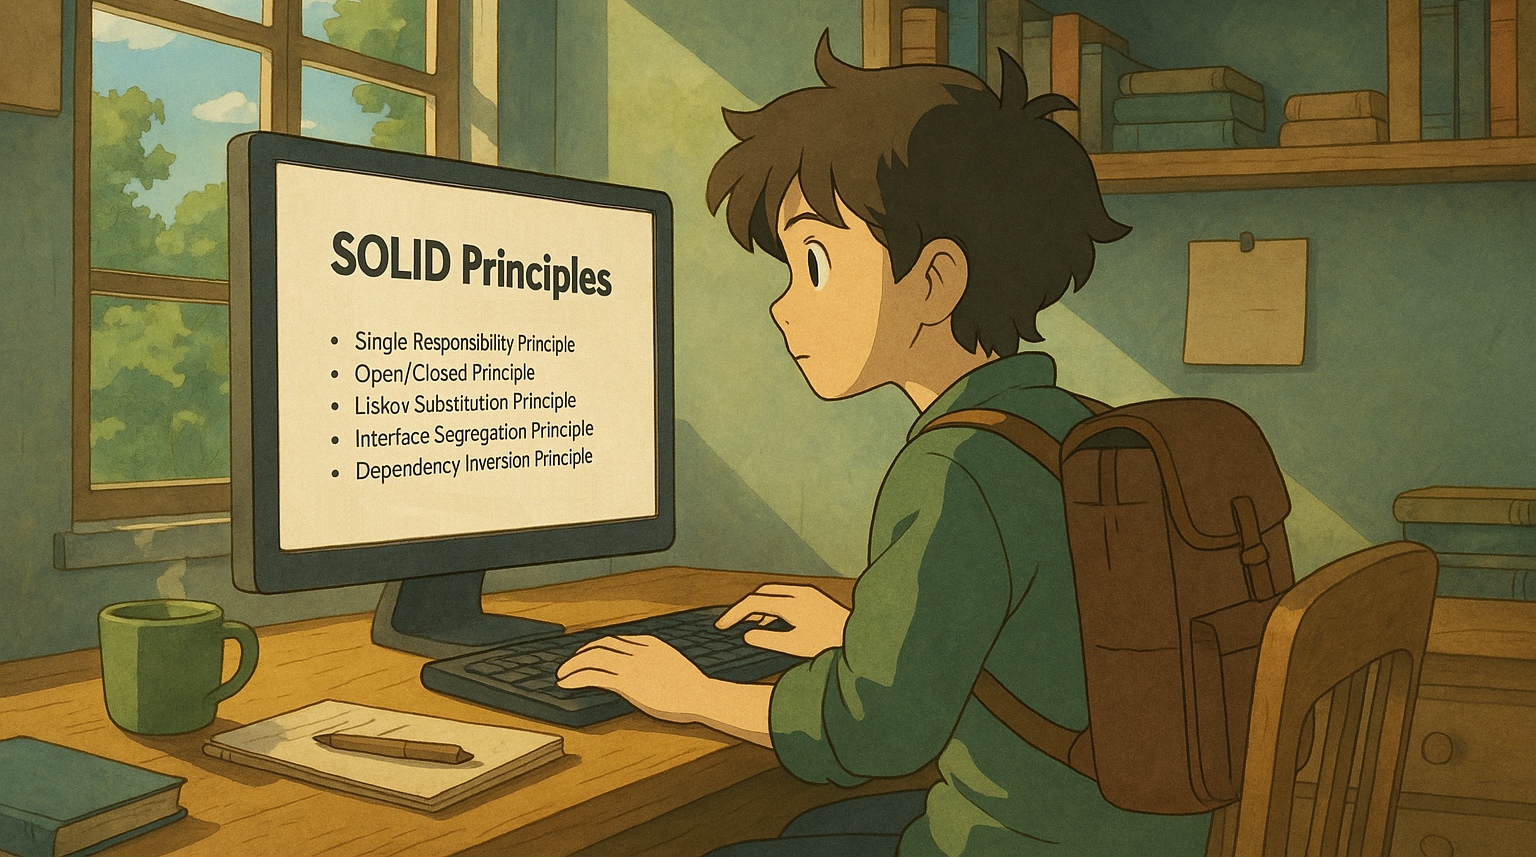 SOLID Principles
• Single Responsibility Principle
• Open/Closed Principle
• Liskov Substitution Principle
• Interface Segregation Principle
• Dependency Inversion Principle